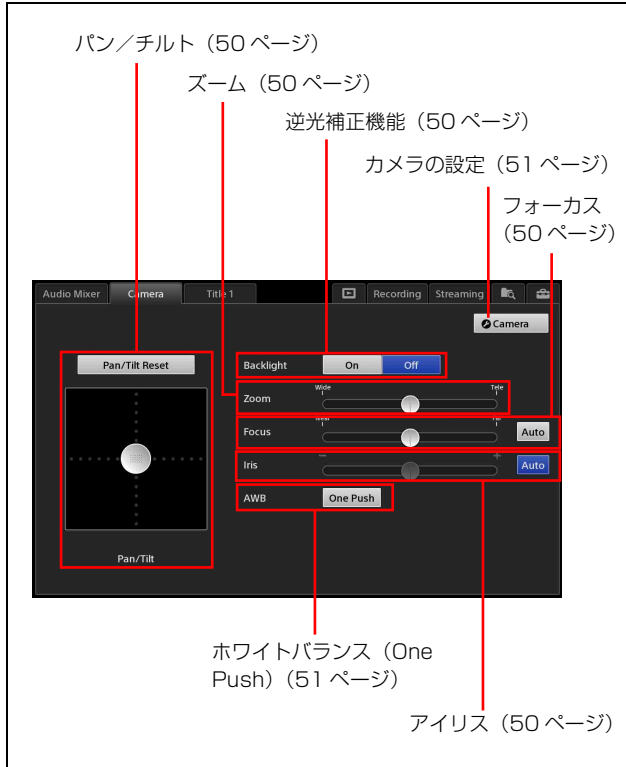 パン／チルト（50 ページ）
ズーム（50 ページ）
逆光補正機能（50 ページ）
カメラの設定（51 ページ）
フォーカス
（50 ページ）
Audio Mixer Camera Title 1 Recording Streaming
Camera
Pan/Tilt Reset
Backlight On Off
Wide Tele
Zoom
Focus Auto
Iris - + Auto
AWB One Push
Pan/Tilt
ホワイトバランス（One
Push）（51 ページ）
アイリス（50 ページ）